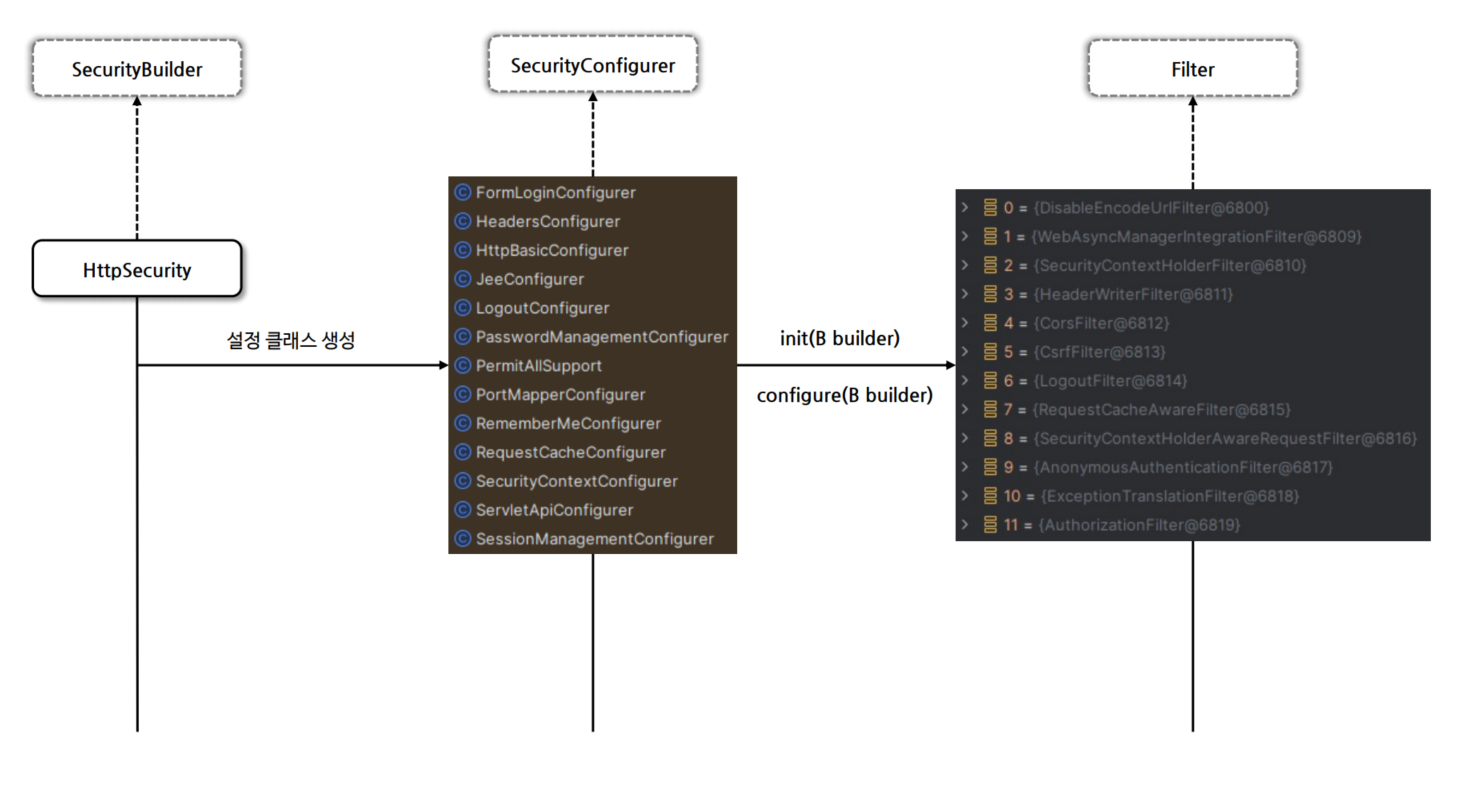 SecurityBuilder
SecurityConfigurer
Filter
HttpSecurity
설정 클래스 생성
C FormLoginConfigurer
C HeadersConfigurer
C HttpBasicConfigurer
C JeeConfigurer
C LogoutConfigurer
C PasswordManagementConfigurer
C PermitAllSupport
C PortMapperConfigurer
C RememberMeConfigurer
C RequestCacheConfigurer
C SecurityContextConfigurer
C ServletApiConfigurer
C SessionManagementConfigurer
init(B builder)
configure(B builder)
0 = {DisableEncodeUrlFilter@6800}
1 = {WebAsyncManagerIntegrationFilter@6809}
2 = {SecurityContextHolderFilter@6810}
3 = {HeaderWriterFilter@6811}
4 = {CorsFilter@6812}
5 = {CsrfFilter@6813}
6 = {LogoutFilter@6814}
7 = {RequestCacheAwareFilter@6815}
8 = {SecurityContextHolderAwareRequestFilter@6816}
9 = {AnonymousAuthenticationFilter@6817}
10 = {ExceptionTranslationFilter@6818}
11 = {AuthorizationFilter@6819}